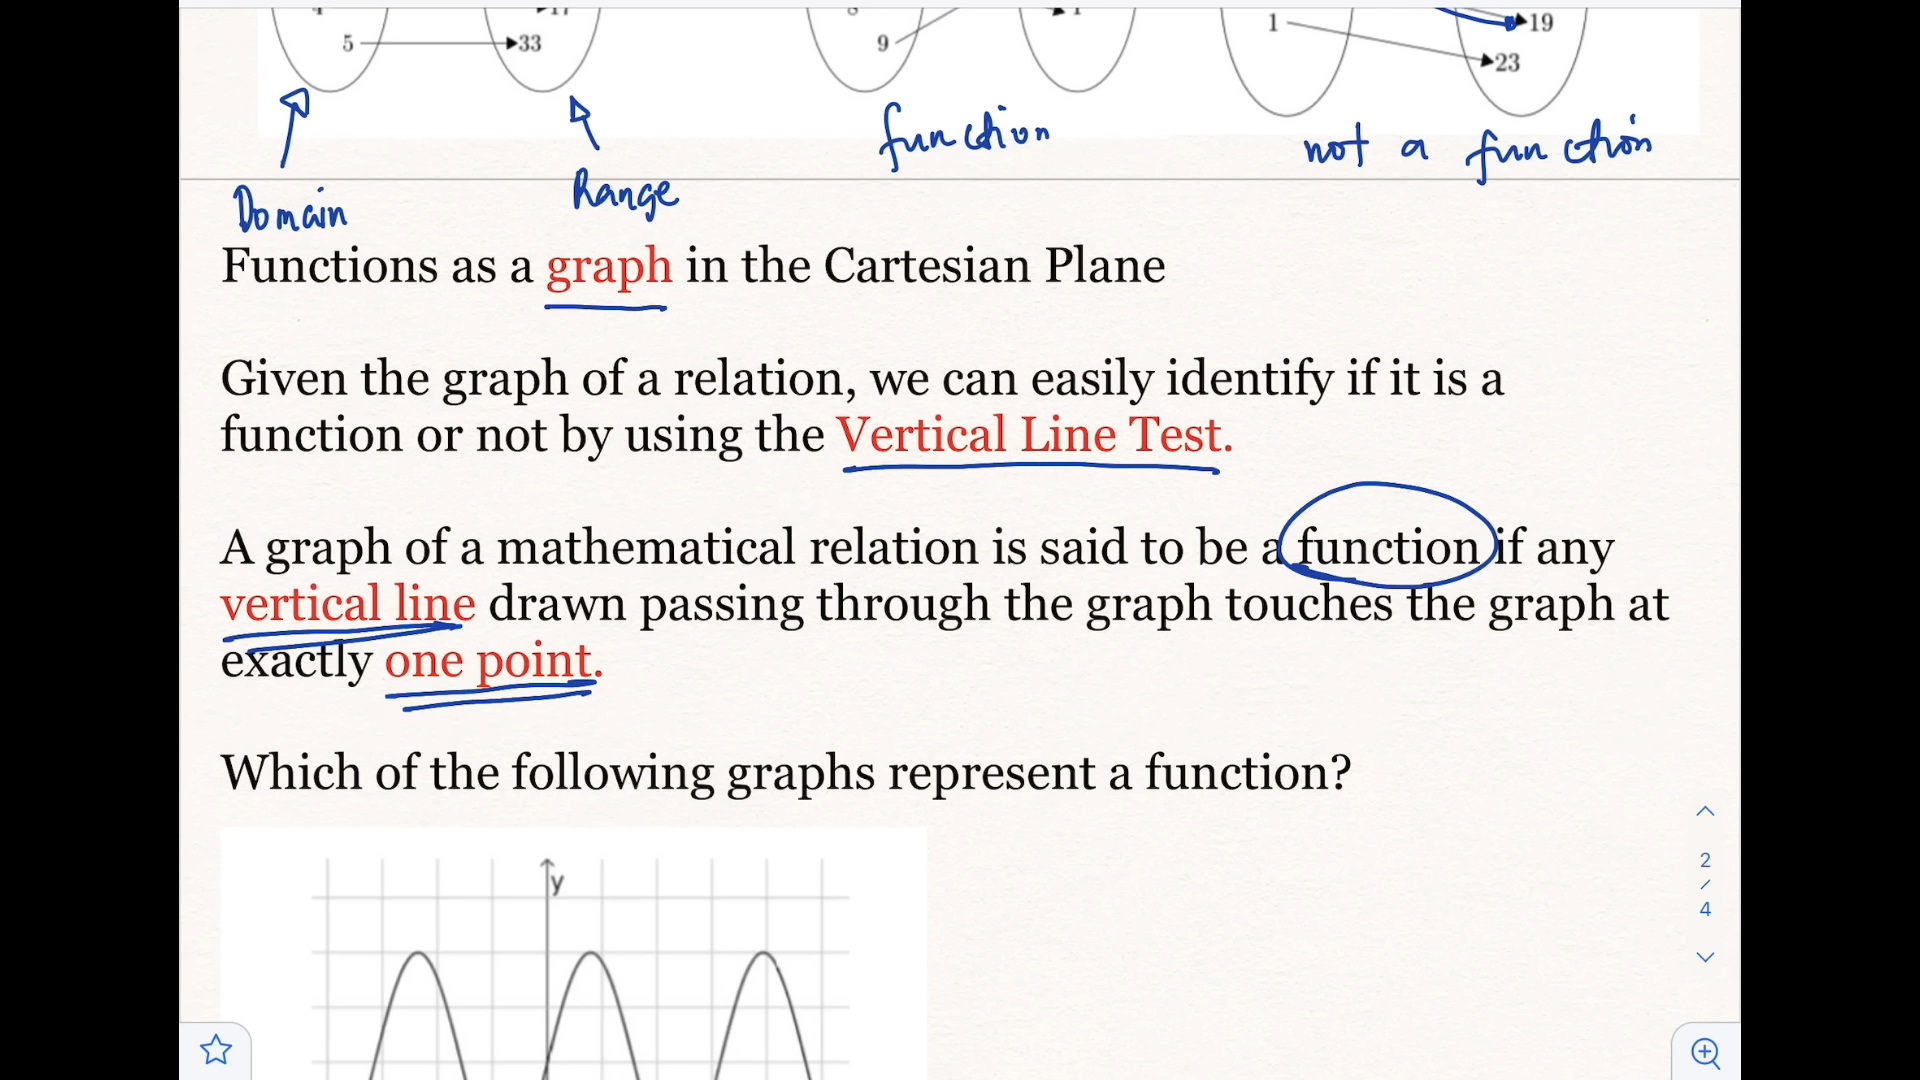 5 33
9
1 19
23
function
not a function
Domain
Range
Functions as a graph in the Cartesian Plane
Given the graph of a relation, we can easily identify if it is a
function or not by using the Vertical Line Test.
A graph of a mathematical relation is said to be a function if any
vertical line drawn passing through the graph touches the graph at
exactly one point.
Which of the following graphs represent a function?
y
2
/
4